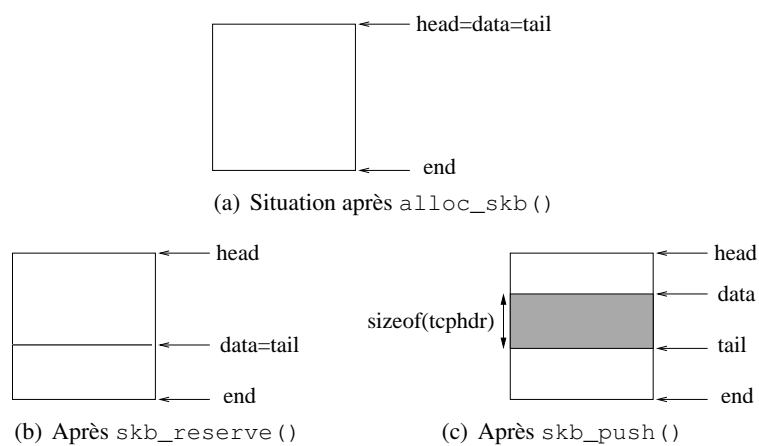 head=data=tail
end
(a) Situation après alloc_skb()
head
data=tail
end
(b) Après skb_reserve()
head
data
sizeof(tcphdr)
tail
end
(c) Après skb_push()